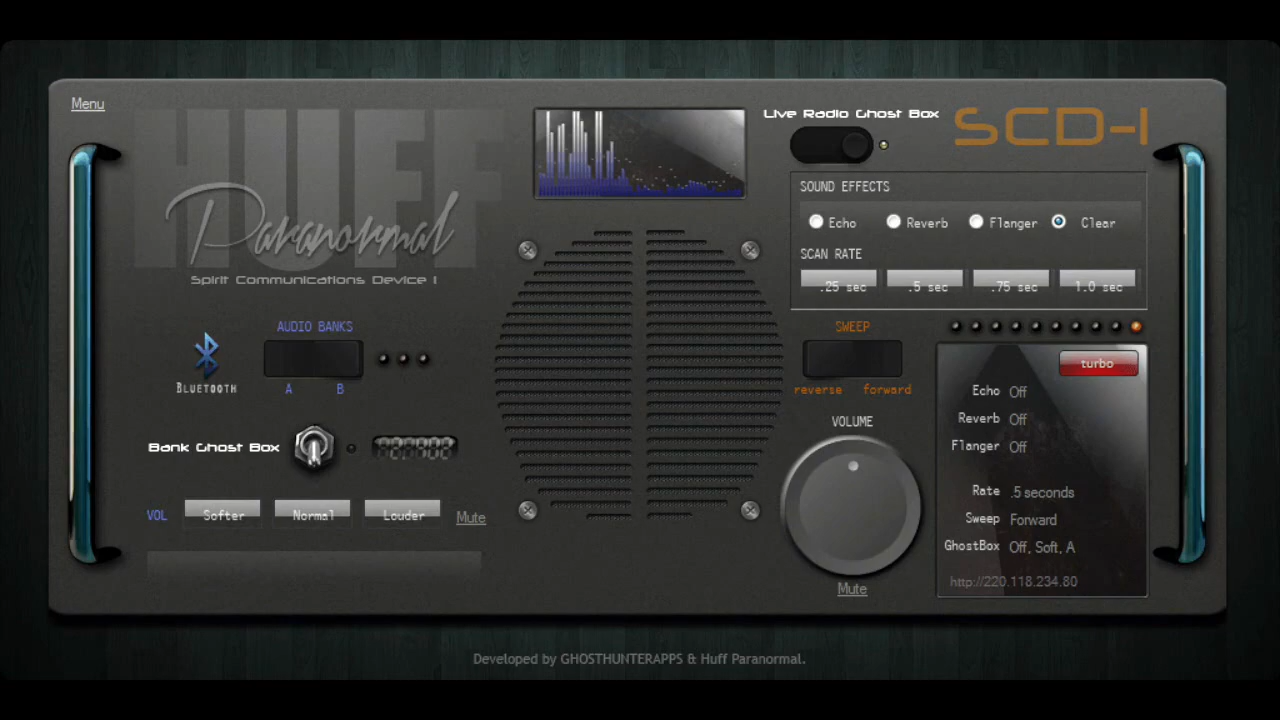 Menu
HUFF
Paranormal
Spirit Communications Device I
Live Radio Ghost Box
SCD-1
SOUND EFFECTS
Echo Reverb Flanger Clear
SCAN RATE
.25 sec .5 sec .75 sec 1.0 sec
AUDIO BANKS
A B
BLUETOOTH
SWEEP
reverse forward
turbo
Echo Off
Reverb Off
Flanger Off
Rate .5 seconds
Sweep Forward
GhostBox Off, Soft, A
http://220.118.234.80
VOLUME
Mute
Bank Ghost Box
VOL Softer Normal Louder Mute
Developed by GHOSTHUNTERAPPS & Huff Paranormal.